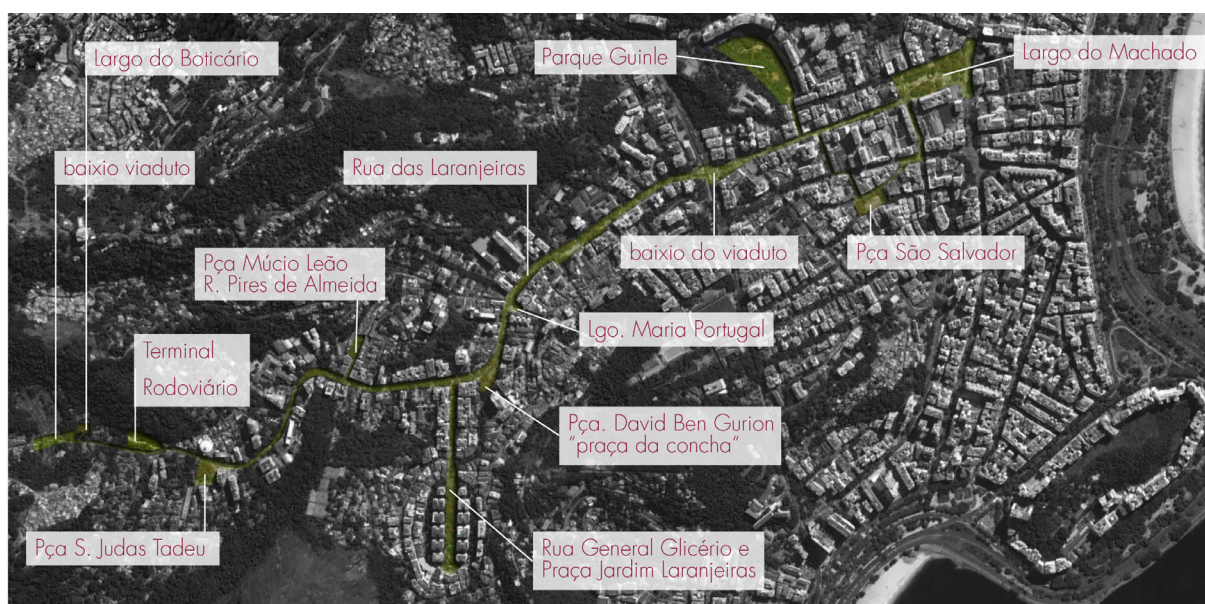 Largo do Boticário
Parque Guinle
Largo do Machado
baixio viaduto
Rua das Laranjeiras
baixio do viaduto
Pça São Salvador
Pça Múcio Leão
R. Pires de Almeida
Lgo. Maria Portugal
Terminal
Rodoviário
Pça. David Ben Gurion
“praça da concha“
Pça S. Judas Tadeu
Rua General Glicério e
Praça Jardim Laranjeiras